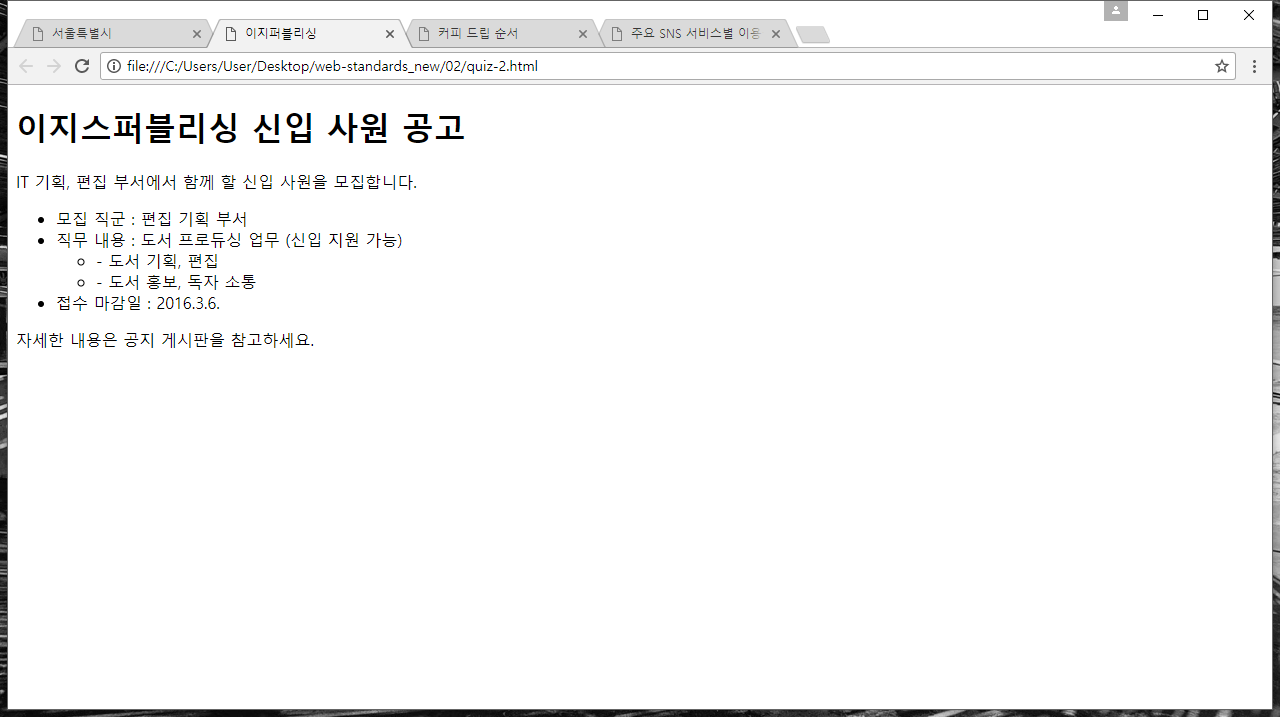 서울특별시
이지퍼블리싱
커피 드립 순서
주요 SNS 서비스별 이용
file:///C:/Users/User/Desktop/web-standards_new/02/quiz-2.html
이지스퍼블리싱 신입 사원 공고
IT 기획, 편집 부서에서 함께 할 신입 사원을 모집합니다.
모집 직군 : 편집 기획 부서
직무 내용 : 도서 프로듀싱 업무 (신입 지원 가능)
- 도서 기획, 편집
- 도서 홍보, 독자 소통
접수 마감일 : 2016.3.6.
자세한 내용은 공지 게시판을 참고하세요.